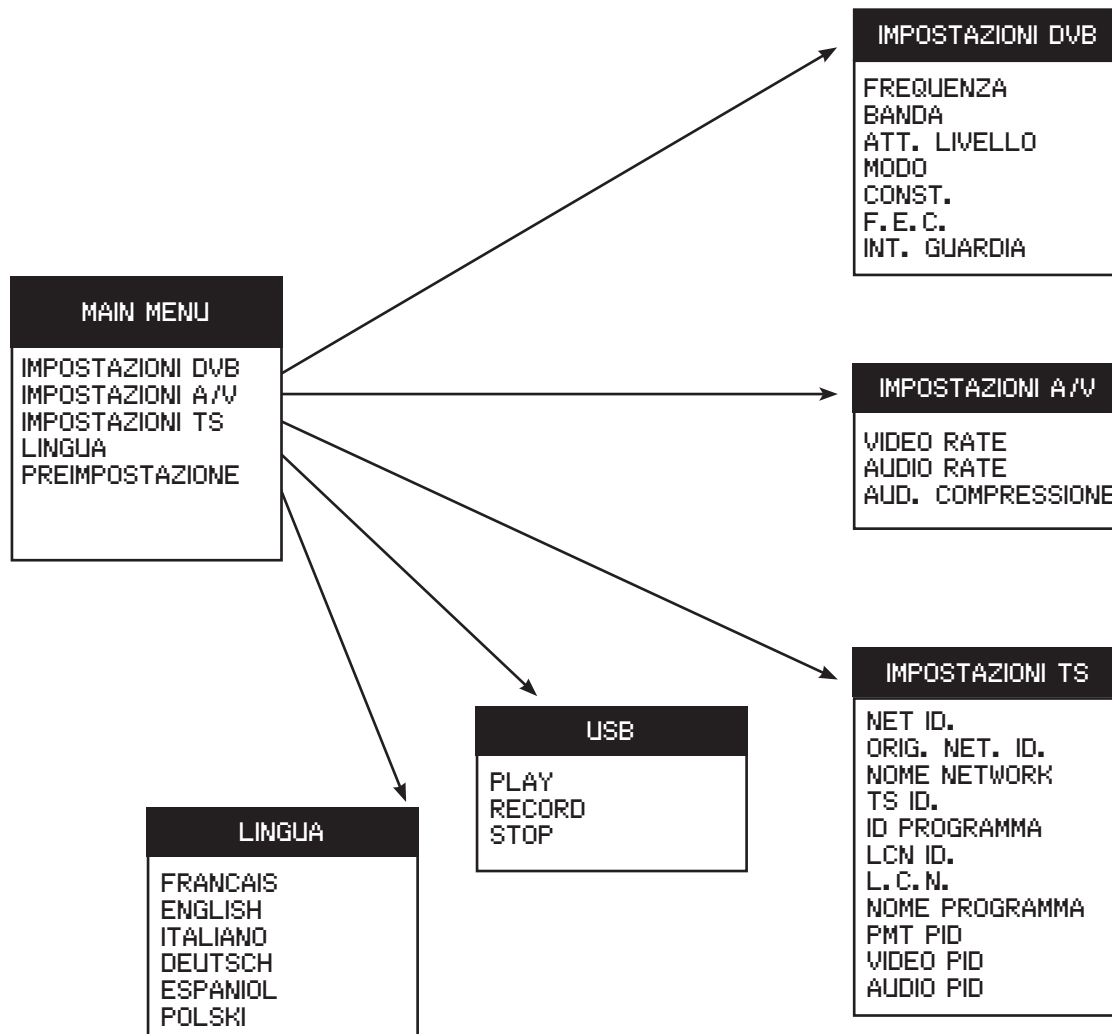 MAIN MENU
IMPOSTAZIONI DVB
IMPOSTAZIONI A/V
IMPOSTAZIONI TS
LINGUA
PREIMPOSTAZIONE
IMPOSTAZIONI DVB
FREQUENZA
BANDA
ATT. LIVELLO
MODO
CONST.
F.E.C.
INT. GUARDIA
IMPOSTAZIONI A/V
VIDEO RATE
AUDIO RATE
AUD. COMPRESSIONE
IMPOSTAZIONI TS
NET ID.
ORIG. NET. ID.
NOME NETWORK
TS ID.
ID PROGRAMMA
LCN ID.
L.C.N.
NOME PROGRAMMA
PMT PID
VIDEO PID
AUDIO PID
USB
PLAY
RECORD
STOP
LINGUA
FRANCAIS
ENGLISH
ITALIANO
DEUTSCH
ESPANIOL
POLSKI